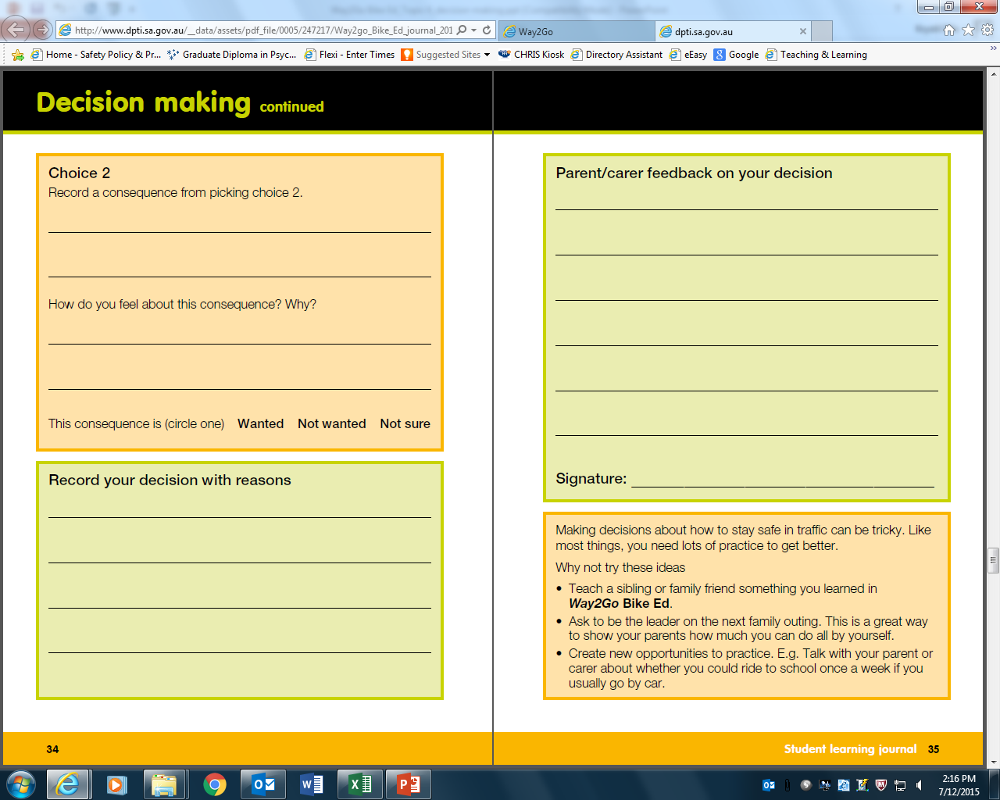 http://www.dpti.sa.gov.au/__data/assets/pdf_file/0005/247217/Way2go_Bike_Ed_journal_201
Way2Go
dpti.sa.gov.au
Home - Safety Policy & Pr...
Graduate Diploma in Psyc...
Flexi - Enter Times
Suggested Sites
CHRIS Kiosk
Directory Assistant
eEasy
Google
Teaching & Learning
Decision making continued
Choice 2
Record a consequence from picking choice 2.
How do you feel about this consequence? Why?
This consequence is (circle one) Wanted Not wanted Not sure
Record your decision with reasons
34
Parent/carer feedback on your decision
Signature:
Making decisions about how to stay safe in traffic can be tricky. Like
most things, you need lots of practice to get better.
Why not try these ideas
• Teach a sibling or family friend something you learned in
Way2Go Bike Ed.
• Ask to be the leader on the next family outing. This is a great way
to show your parents how much you can do all by yourself.
• Create new opportunities to practice. E.g. Talk with your parent or
carer about whether you could ride to school once a week if you
usually go by car.
Student learning journal 35
2:16 PM
7/12/2015